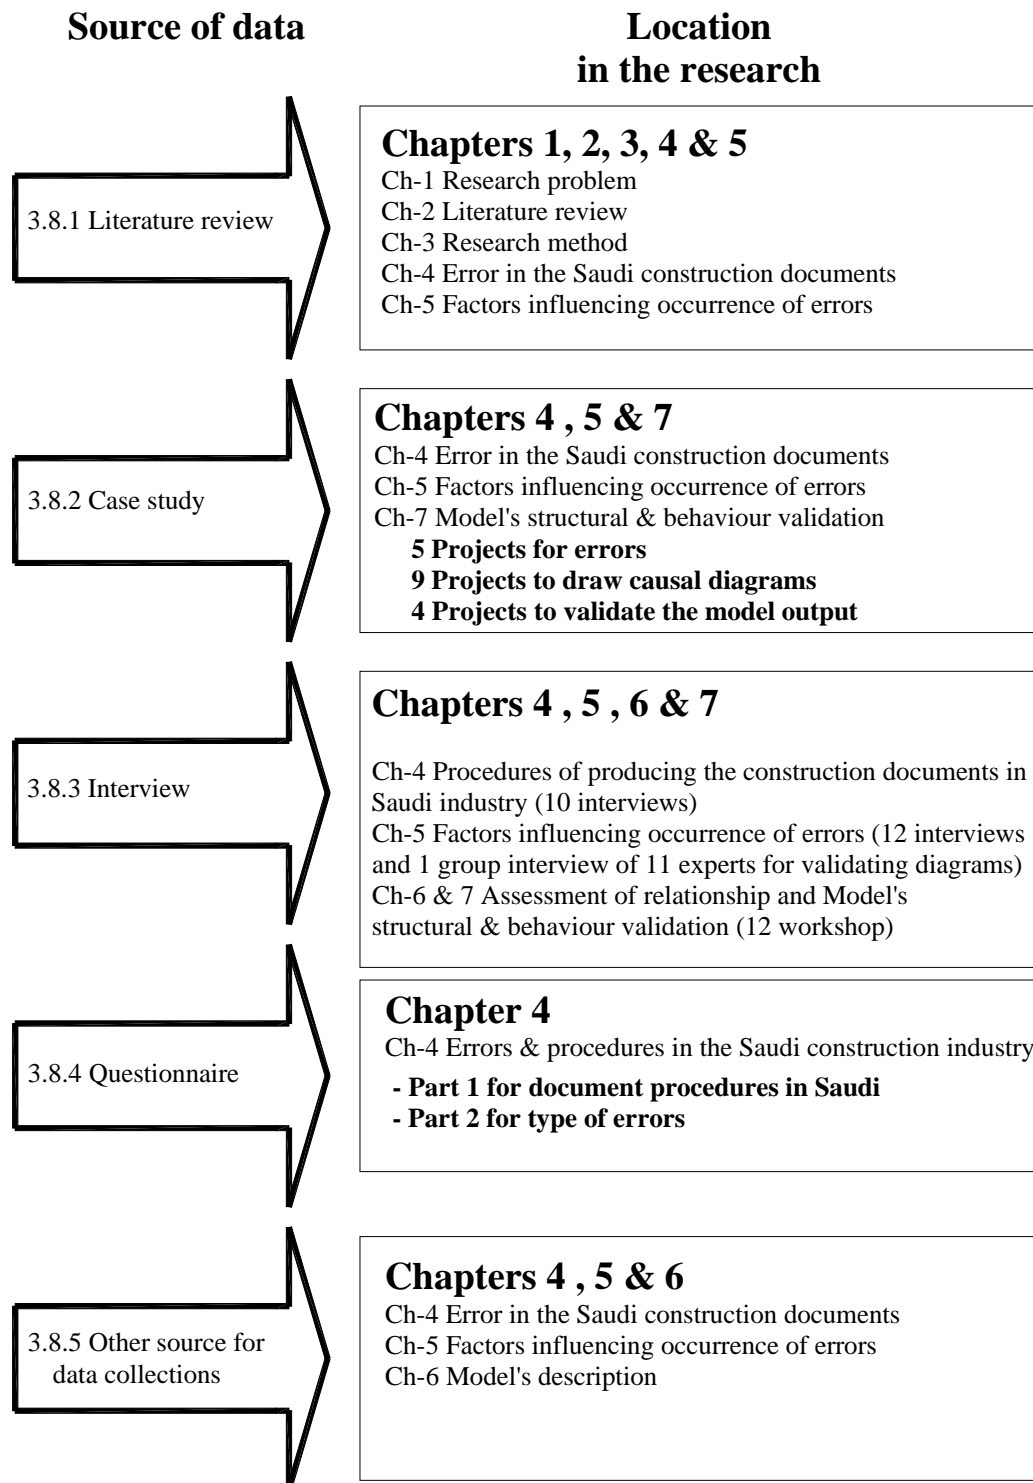 Source of data
Location
in the research
3.8.1 Literature review
Chapters 1, 2, 3, 4 & 5
Ch-1 Research problem
Ch-2 Literature review
Ch-3 Research method
Ch-4 Error in the Saudi construction documents
Ch-5 Factors influencing occurrence of errors
3.8.2 Case study
Chapters 4 , 5 & 7
Ch-4 Error in the Saudi construction documents
Ch-5 Factors influencing occurrence of errors
Ch-7 Model's structural & behaviour validation
5 Projects for errors
9 Projects to draw causal diagrams
4 Projects to validate the model output
3.8.3 Interview
Chapters 4 , 5 , 6 & 7
Ch-4 Procedures of producing the construction documents in
Saudi industry (10 interviews)
Ch-5 Factors influencing occurrence of errors (12 interviews
and 1 group interview of 11 experts for validating diagrams)
Ch-6 & 7 Assessment of relationship and Model's
structural & behaviour validation (12 workshop)
3.8.4 Questionnaire
Chapter 4
Ch-4 Errors & procedures in the Saudi construction industry
- Part 1 for document procedures in Saudi
- Part 2 for type of errors
3.8.5 Other source for
data collections
Chapters 4 , 5 & 6
Ch-4 Error in the Saudi construction documents
Ch-5 Factors influencing occurrence of errors
Ch-6 Model's description